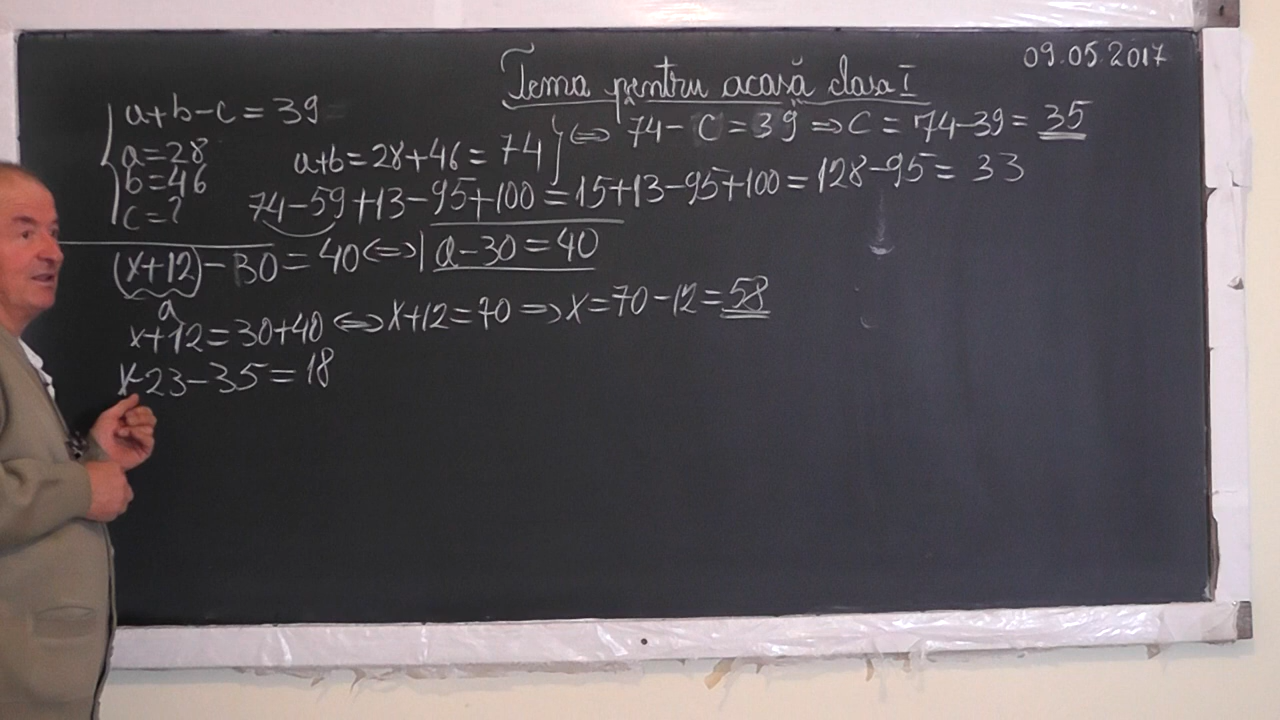 09.05.2017
Tema pentru acasă clasa I
a+b-c=39
a=28
b=46
c=?
a+b=28+46=74 } ⇔ 74-c=39 ⇒ c=74-39=35
74-59+13-95+100=15+13-95+100=128-95=33
(x+12)-30=40 ⇔ a-30=40
a
x+12=30+40 ⇔ x+12=70 ⇒ x=70-12=58
x-23-35=18